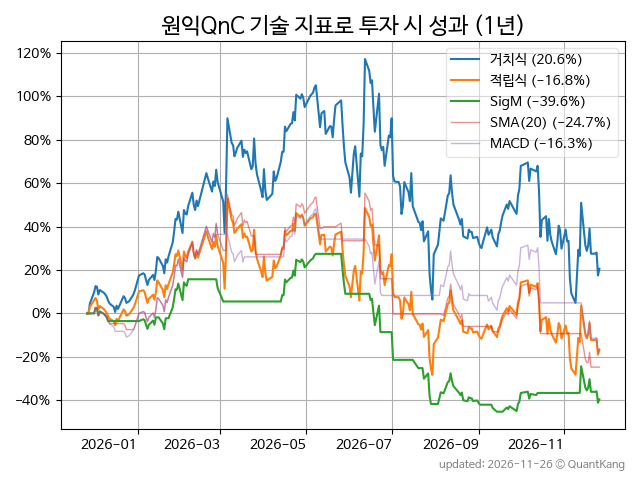 원익QnC 기술 지표로 투자 시 성과 (1년)
거치식 (20.6%)
적립식 (−16.8%)
SigM (−39.6%)
SMA(20) (−24.7%)
MACD (−16.3%)
120%
100%
80%
60%
40%
20%
0%
−20%
−40%
2026-01
2026-03
2026-05
2026-07
2026-09
2026-11
updated: 2026-11-26 © QuantKang